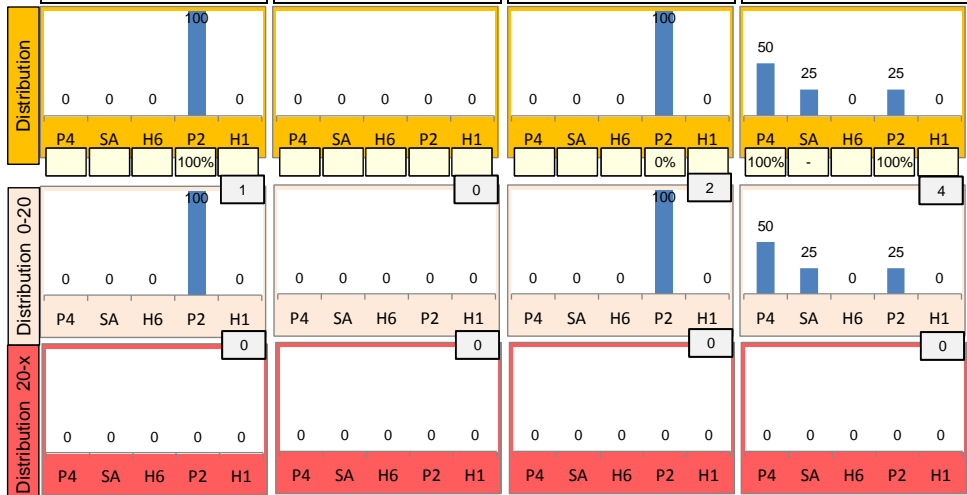 Distribution
100
0 0 0 0
P4 SA H6 P2 H1
100%
1
0 0 0 0 0
P4 SA H6 P2 H1
0
100
0 0 0 0
P4 SA H6 P2 H1
0%
2
50
25 25
0 0
P4 SA H6 P2 H1
100% - 100%
4
Distribution 0-20
100
0 0 0 0
P4 SA H6 P2 H1
0
0 0 0 0 0
P4 SA H6 P2 H1
0
100
0 0 0 0
P4 SA H6 P2 H1
0
50
25 25
0 0
P4 SA H6 P2 H1
0
Distribution 20-x
0 0 0 0 0
P4 SA H6 P2 H1
0 0 0 0 0
P4 SA H6 P2 H1
0 0 0 0 0
P4 SA H6 P2 H1
0 0 0 0 0
P4 SA H6 P2 H1